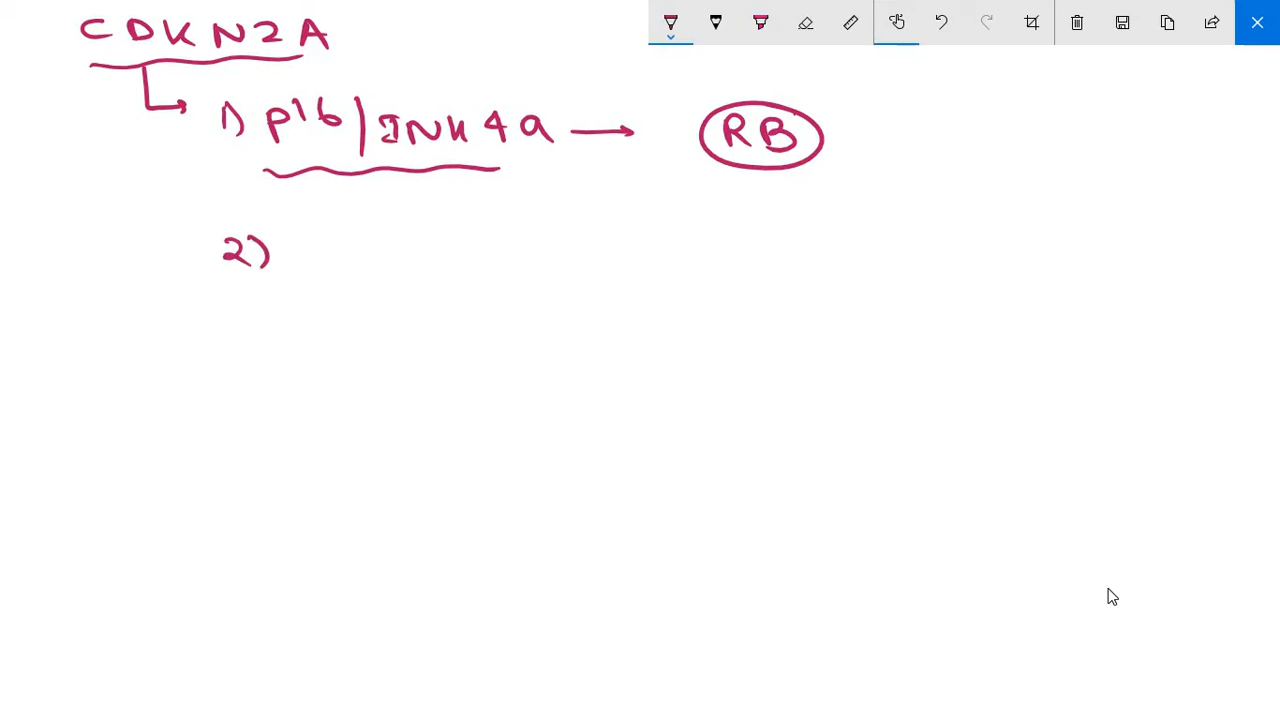 CDKN2A
1) p16/INK4a → RB
2)